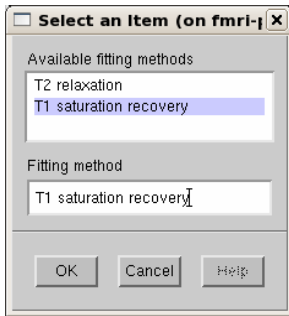 Select an Item (on fmri-p
Available fitting methods
T2 relaxation
T1 saturation recovery
Fitting method
T1 saturation recovery
OK Cancel Help